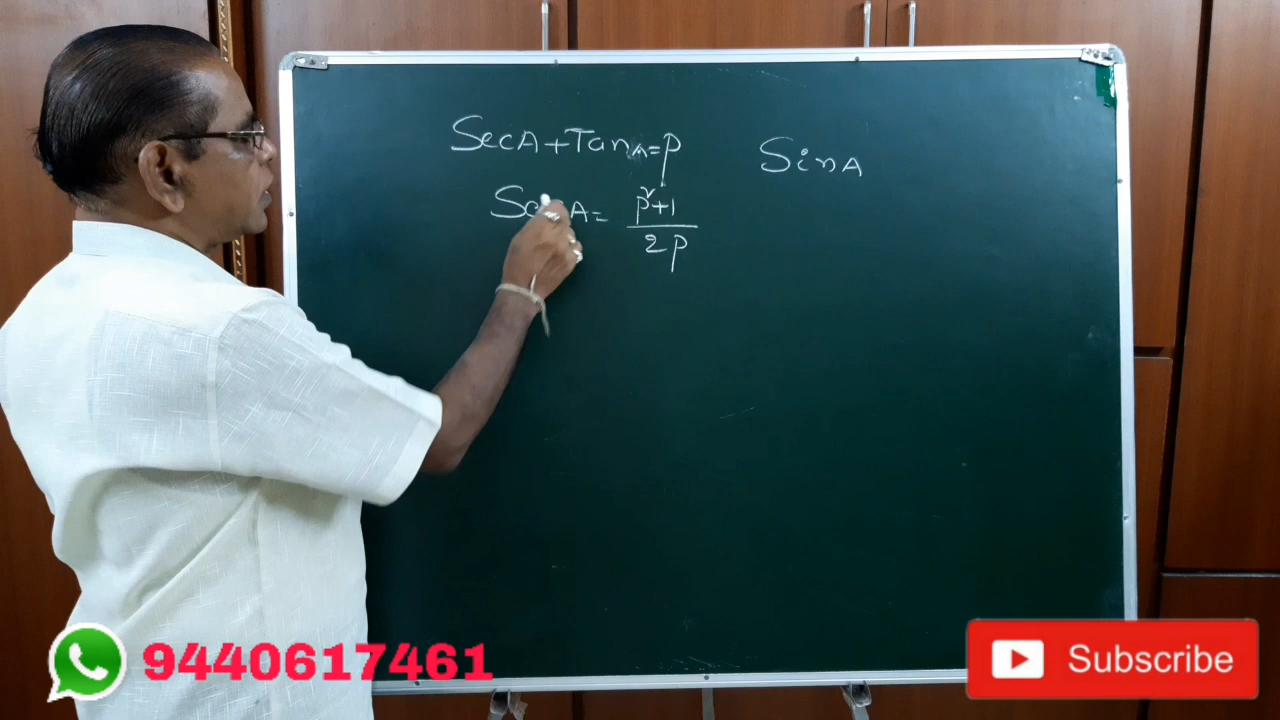 SecA+TanA=p
SinA
SecA=
p²+1
2p
9440617461
Subscribe